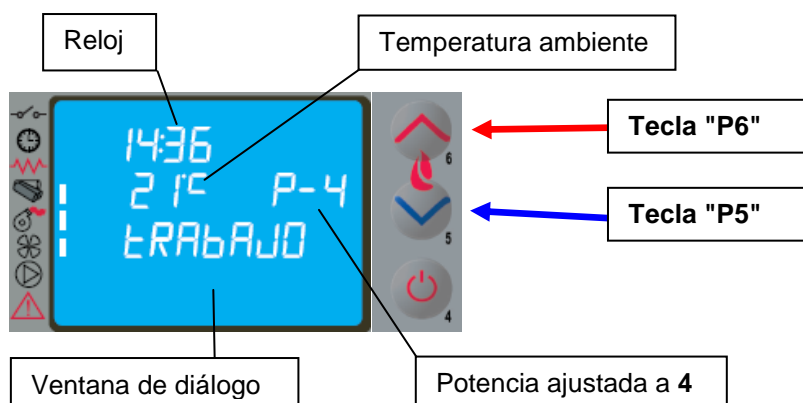 Reloj
Temperatura ambiente
14:36
21°C P-4
tRAbAJO
6
5
4
Tecla "P6"
Tecla "P5"
Ventana de diálogo
Potencia ajustada a 4